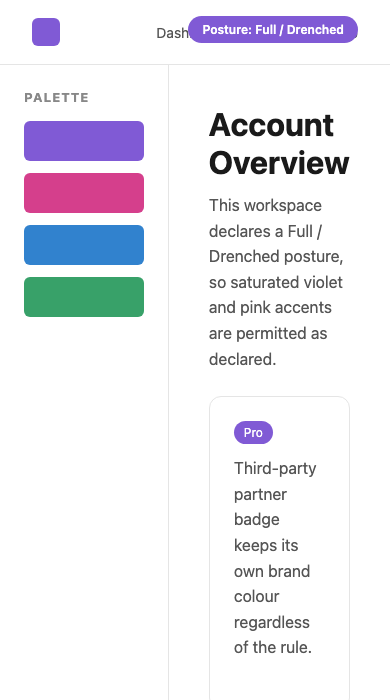 Dash
Posture: Full / Drenched
PALETTE
Account
Overview
This workspace
declares a Full /
Drenched posture,
so saturated violet
and pink accents
are permitted as
declared.
Pro
Third-party
partner
badge
keeps its
own brand
colour
regardless
of the rule.